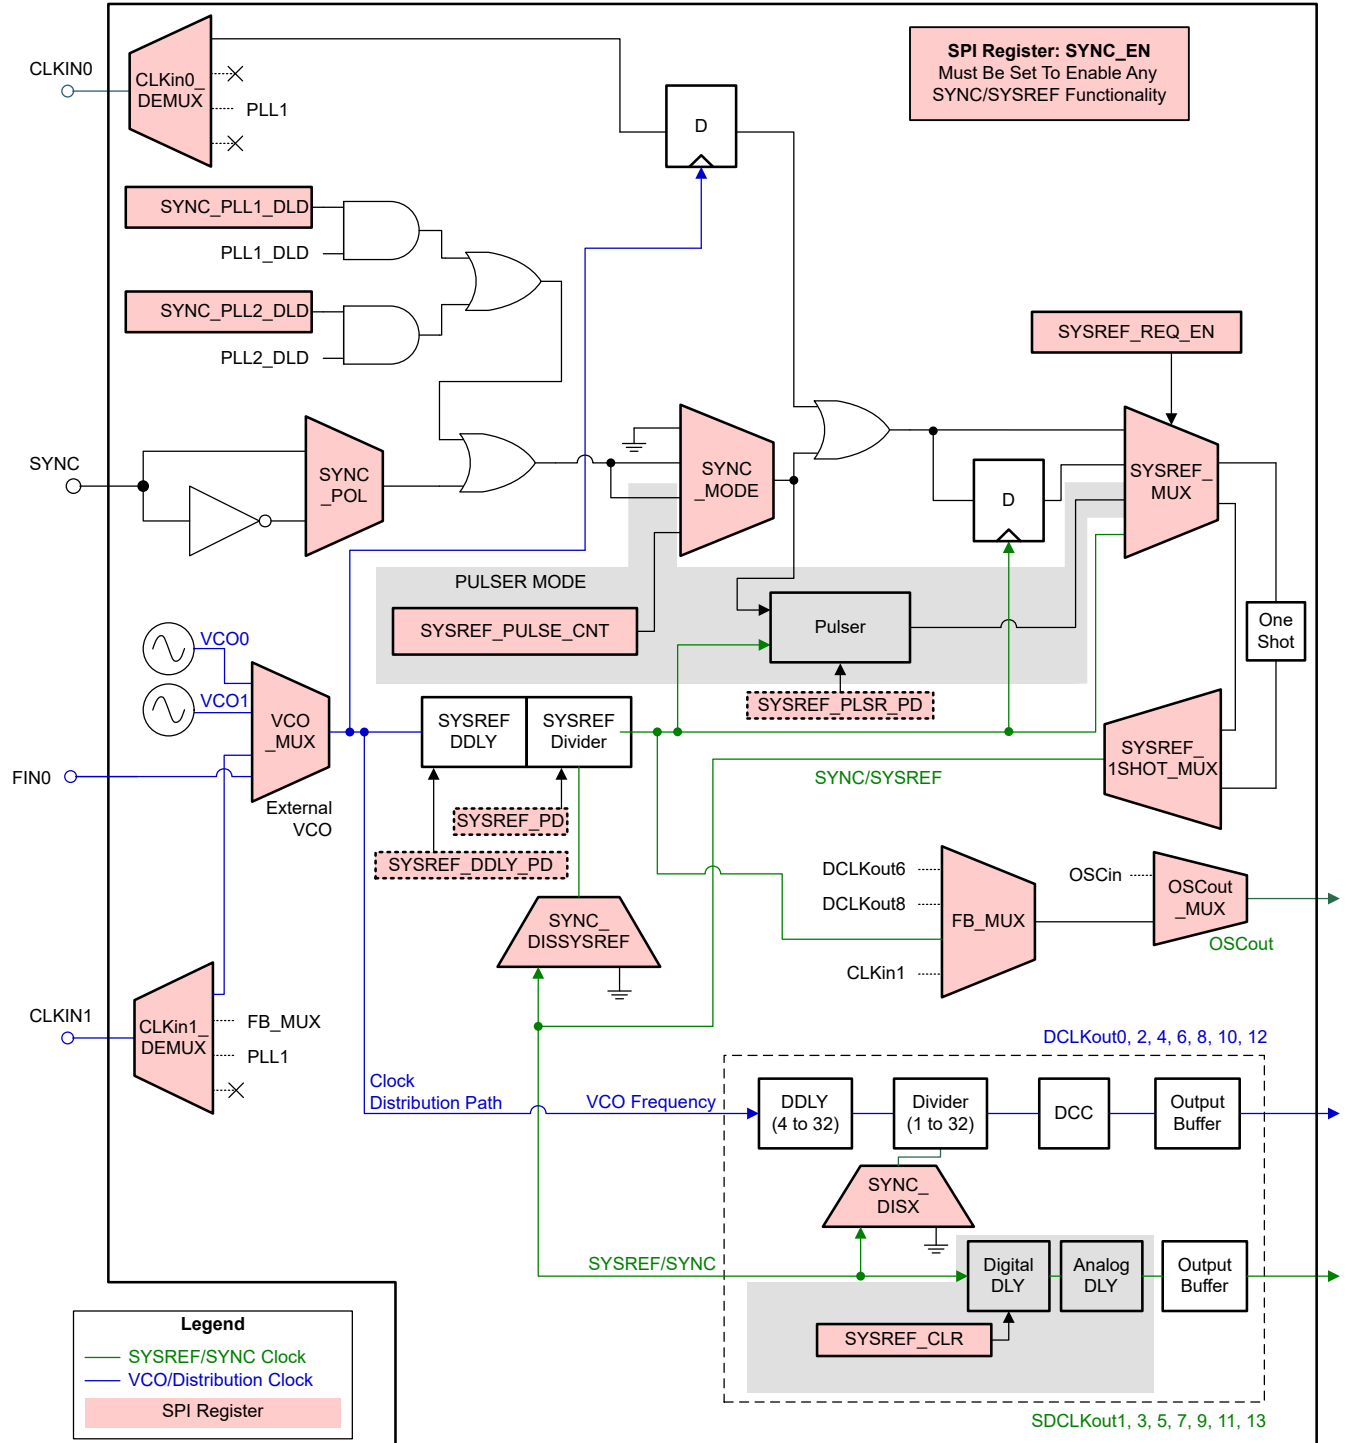 SPI Register: SYNC_EN
Must Be Set To Enable Any
SYNC/SYSREF Functionality
CLKIN0
CLKin0_
DEMUX
PLL1
D
SYNC_PLL1_DLD
PLL1_DLD
SYNC_PLL2_DLD
PLL2_DLD
SYSREF_REQ_EN
SYNC
SYNC
_POL
SYNC
_MODE
D
SYSREF_
MUX
PULSER MODE
SYSREF_PULSE_CNT
Pulser
One
Shot
SYSREF_PLSR_PD
VCO0
VCO1
VCO
_MUX
FIN0
External
VCO
SYSREF
DDLY
SYSREF
Divider
SYSREF_PD
SYSREF_DDLY_PD
SYNC/SYSREF
SYSREF_
1SHOT_MUX
SYNC_
DISSYSREF
DCLKout6
DCLKout8
CLKin1
FB_MUX
OSCin
OSCout
_MUX
OSCout
CLKIN1
CLKin1_
DEMUX
FB_MUX
PLL1
DCLKout0, 2, 4, 6, 8, 10, 12
Clock
Distribution Path
VCO Frequency
DDLY
(4 to 32)
Divider
(1 to 32)
DCC
Output
Buffer
SYNC_
DISX
SYSREF/SYNC
Digital
DLY
Analog
DLY
Output
Buffer
SYSREF_CLR
SDCLKout1, 3, 5, 7, 9, 11, 13
Legend
SYSREF/SYNC Clock
VCO/Distribution Clock
SPI Register